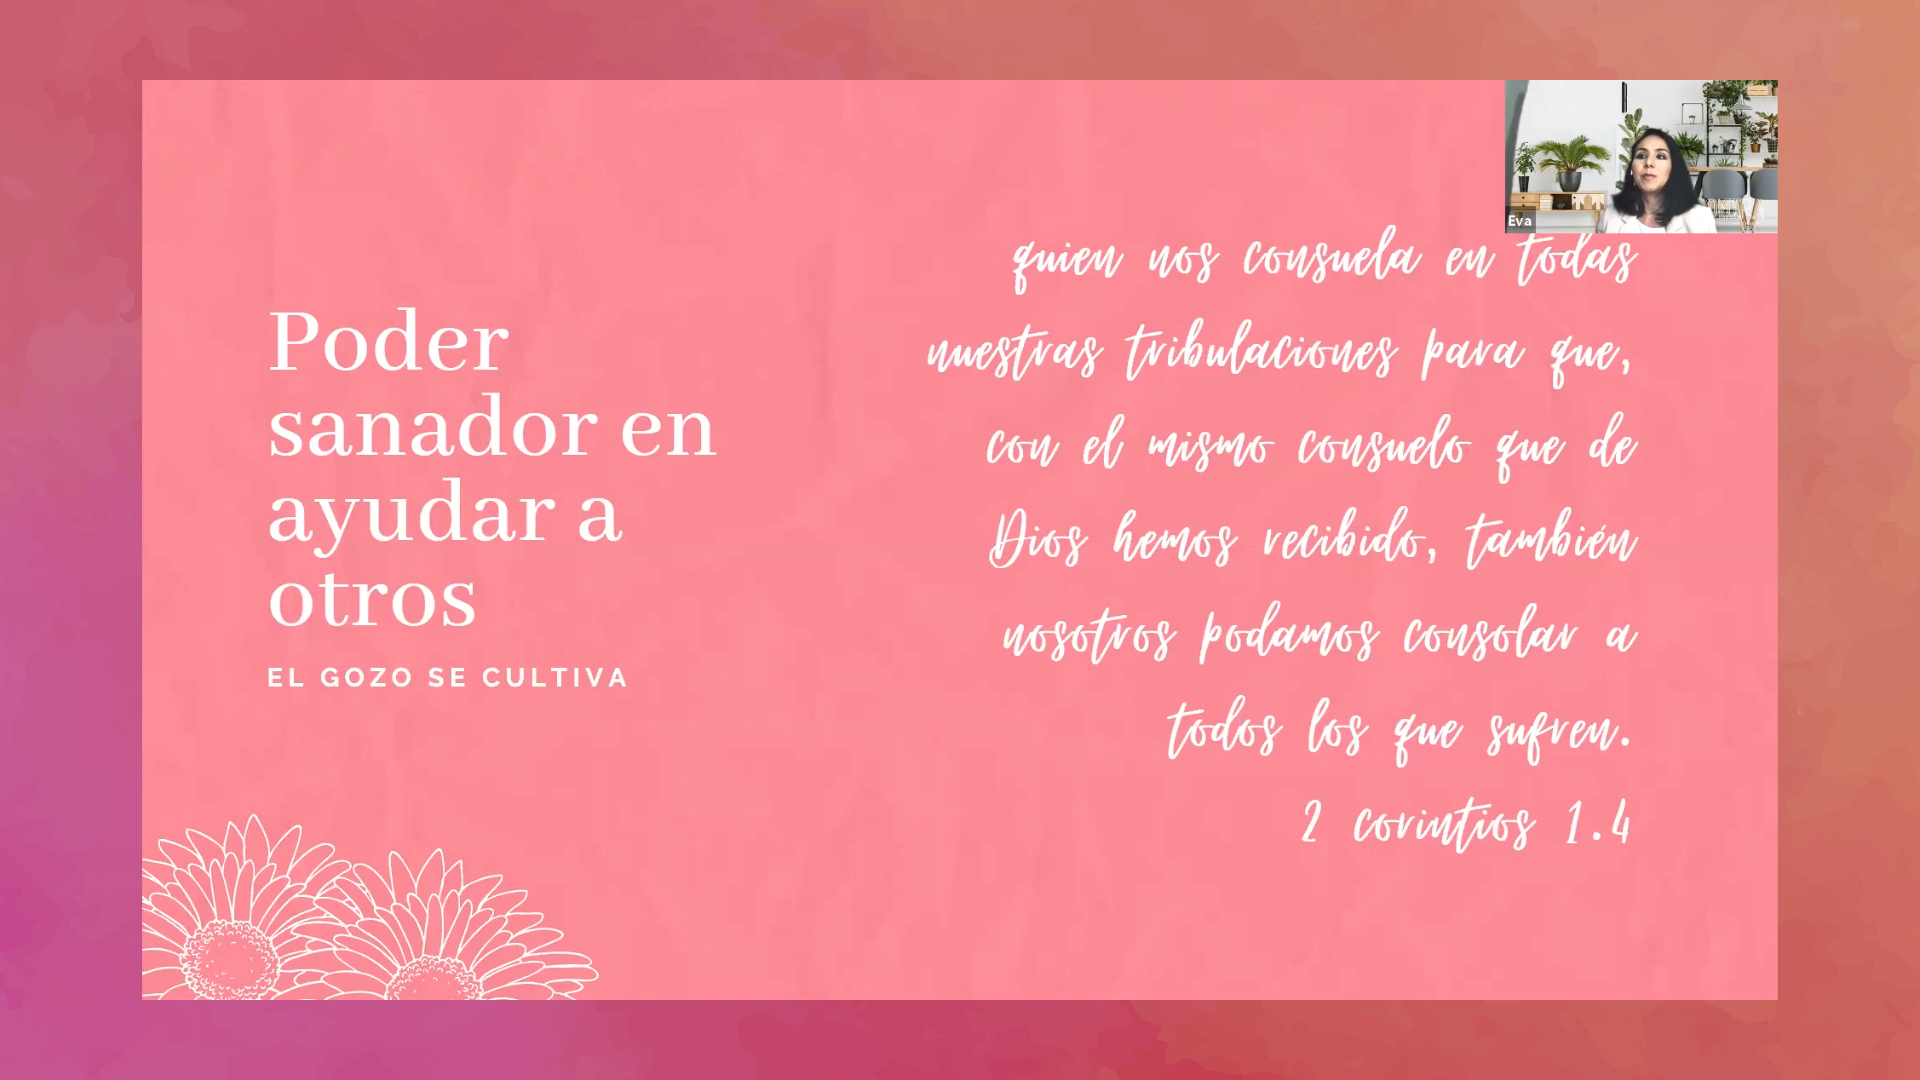 Poder
sanador en
ayudar a
otros
EL GOZO SE CULTIVA
quien nos consuela en todas
nuestras tribulaciones para que,
con el mismo consuelo que de
Dios hemos recibido, también
nosotros podamos consolar a
todos los que sufren.
2 corintios 1.4
Eva